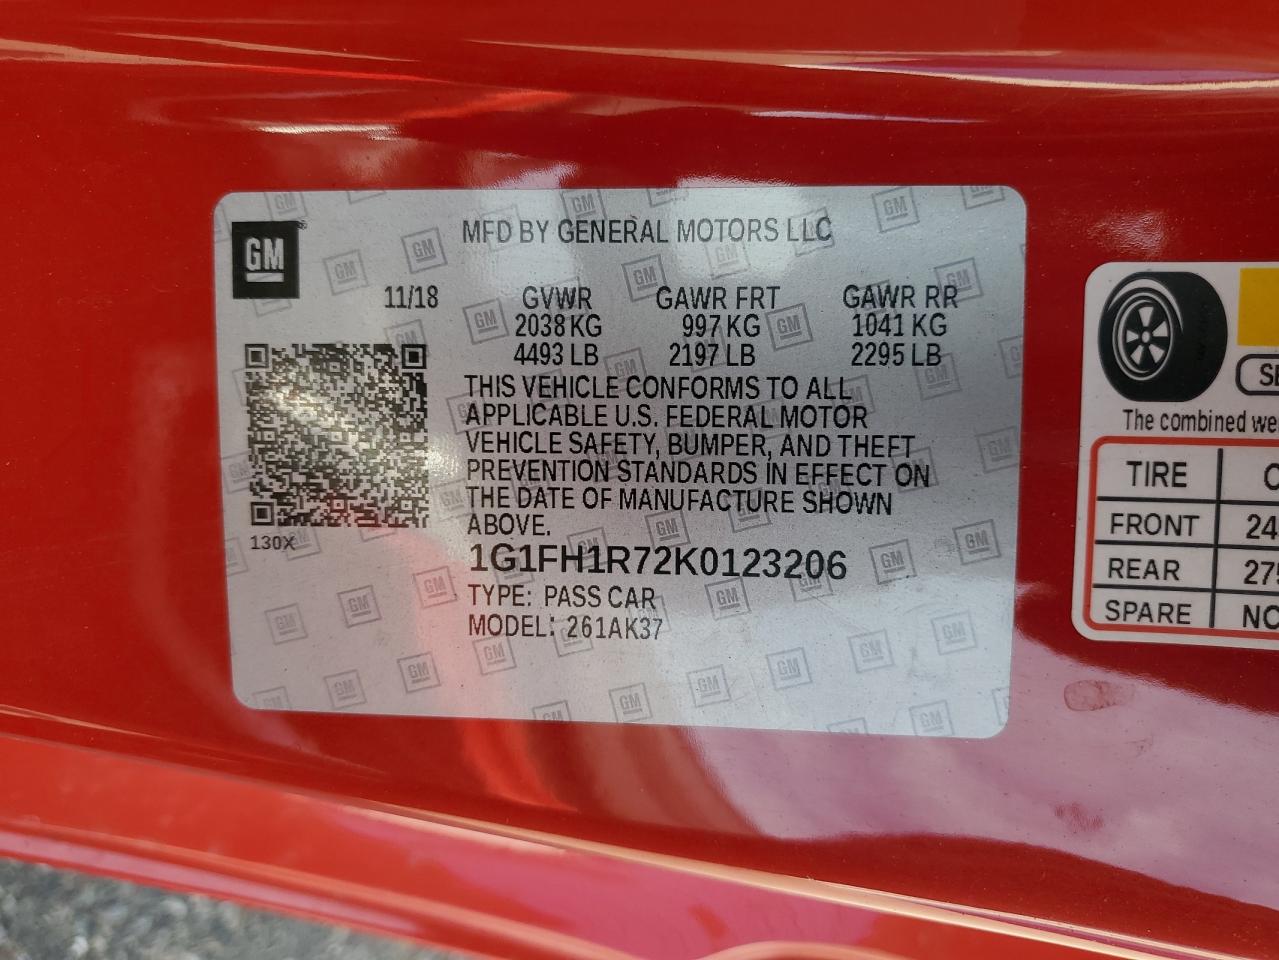 GM
MFD BY GENERAL MOTORS LLC
11/18 GVWR GAWR FRT GAWR RR
2038 KG 997 KG 1041 KG
4493 LB 2197 LB 2295 LB
THIS VEHICLE CONFORMS TO ALL
APPLICABLE U.S. FEDERAL MOTOR
VEHICLE SAFETY, BUMPER, AND THEFT
PREVENTION STANDARDS IN EFFECT ON
THE DATE OF MANUFACTURE SHOWN
ABOVE.
130X
1G1FH1R72K0123206
TYPE: PASS CAR
MODEL: 261AK37
The combined
TIRE
FRONT 24
REAR 275
SPARE